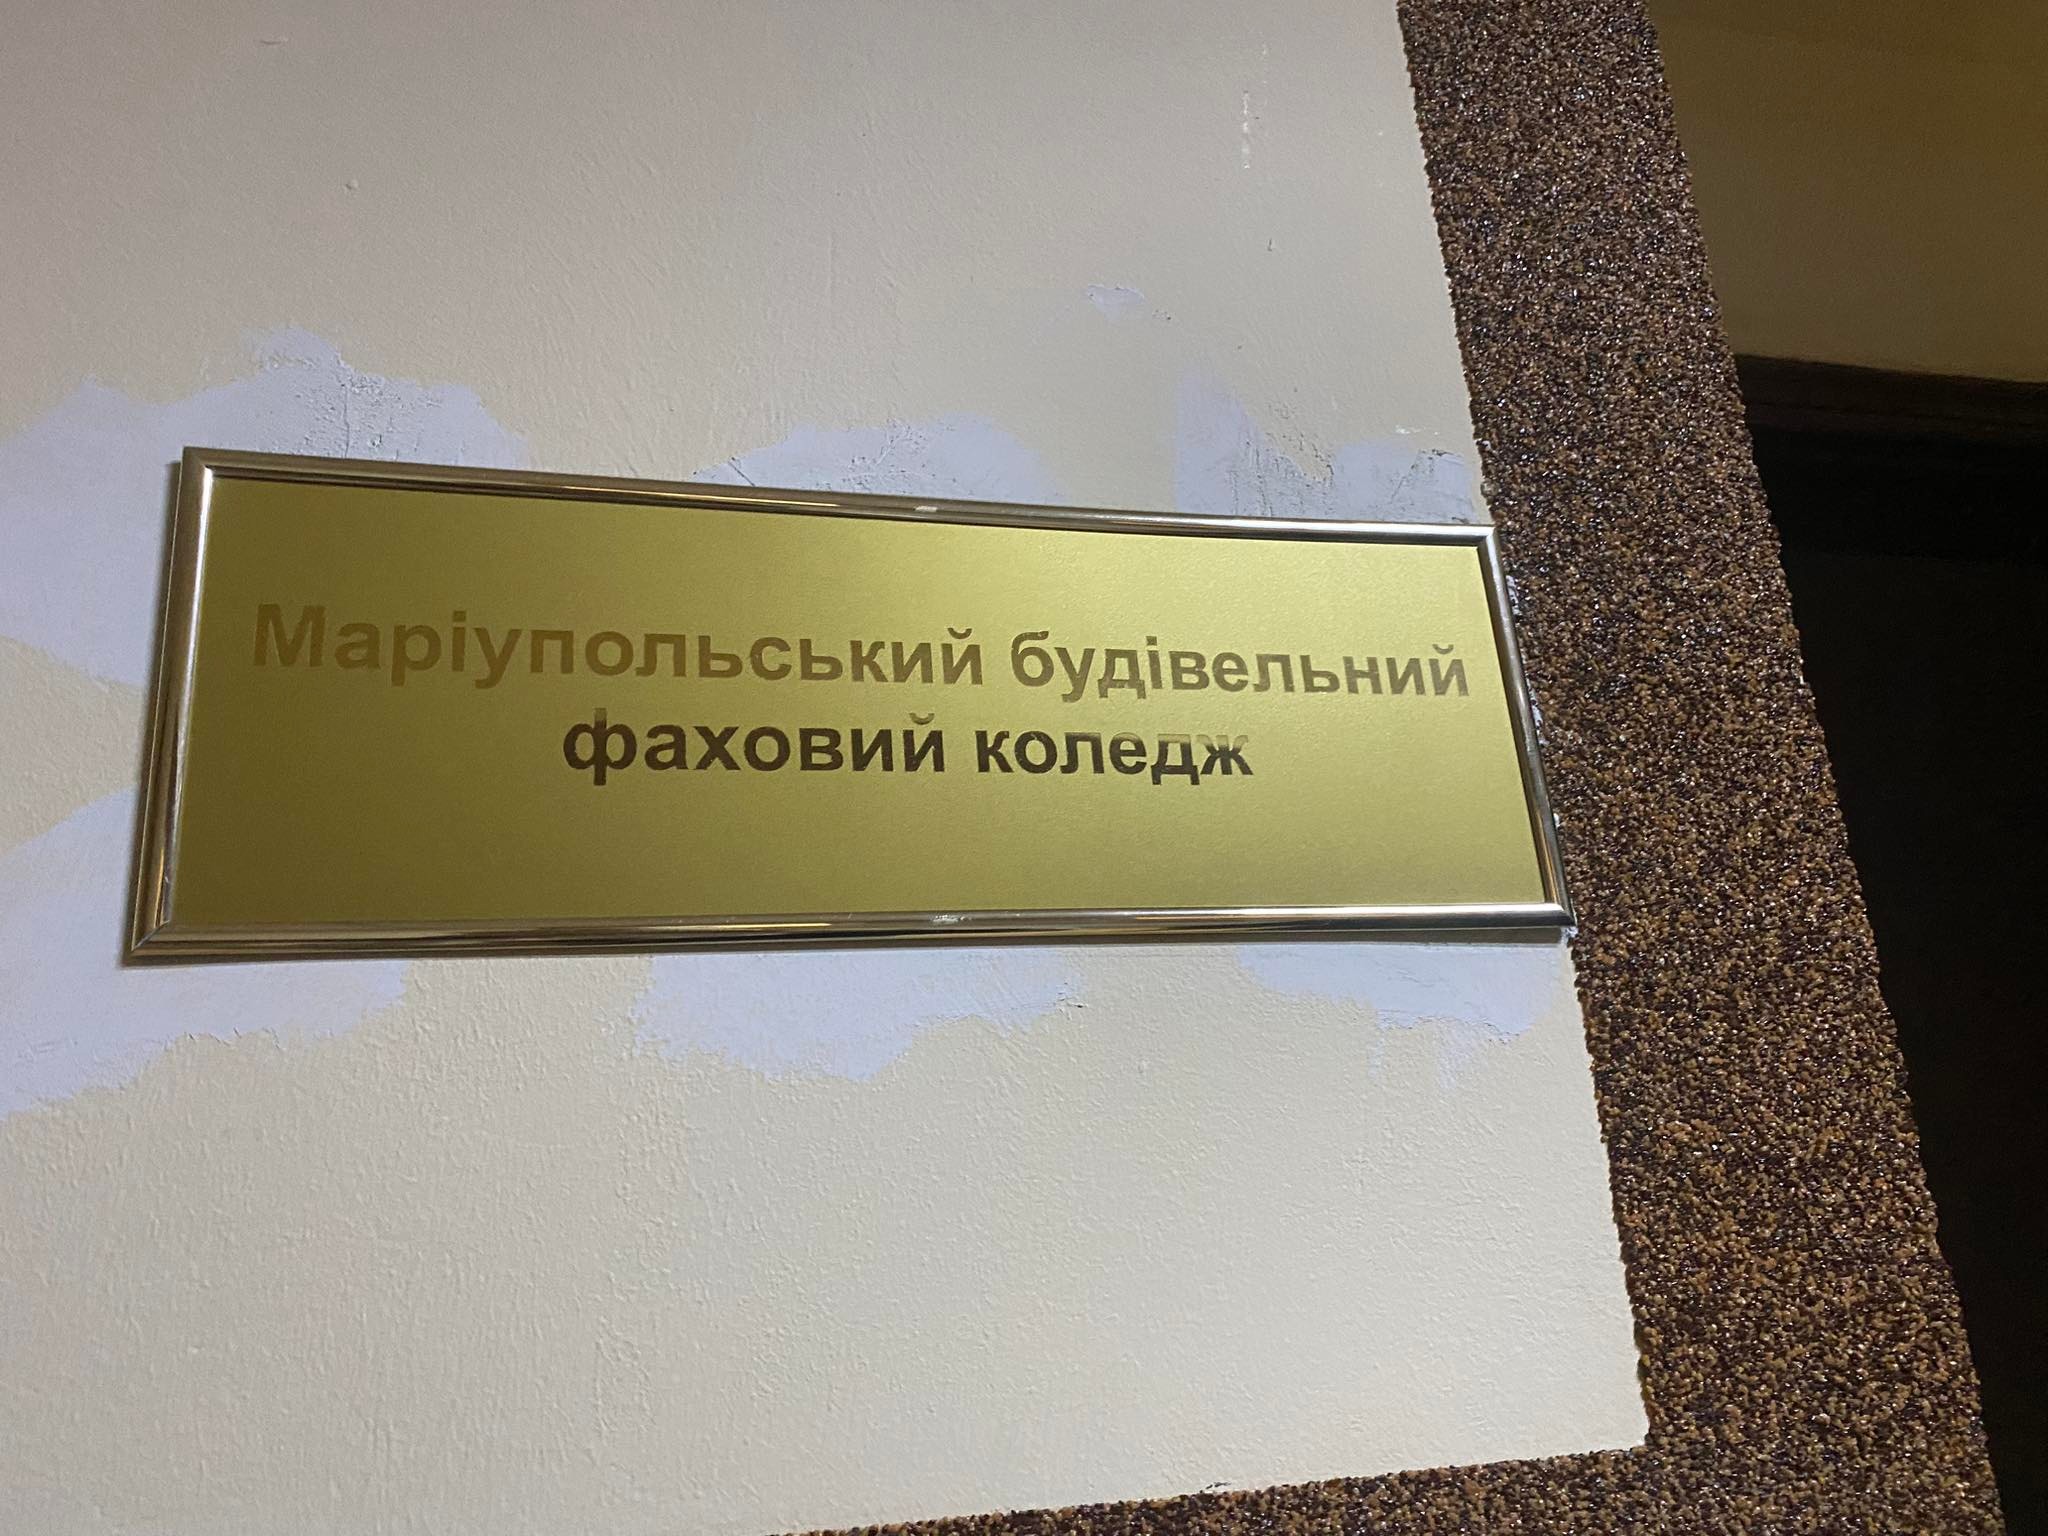 Маріупольський будівельний
фаховий коледж